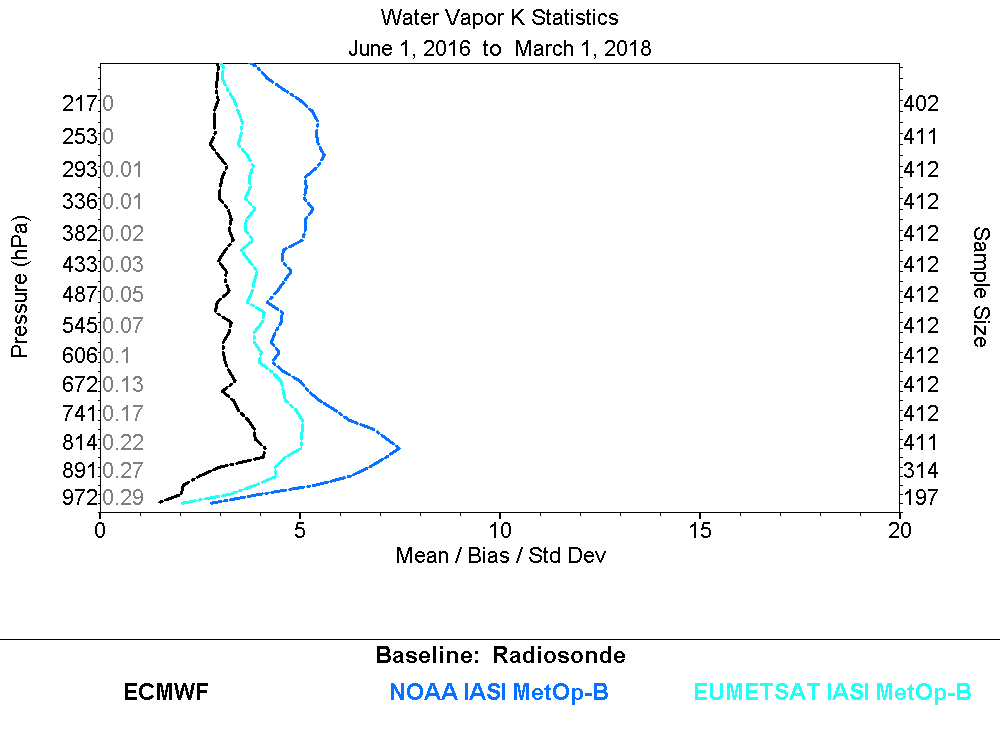 Water Vapor K Statistics
June 1, 2016 to March 1, 2018
Pressure (hPa)
217 0 402
253 0 411
293 0.01 412
336 0.01 412
382 0.02 412
433 0.03 412
487 0.05 412
545 0.07 412
606 0.1 412
672 0.13 412
741 0.17 412
814 0.22 411
891 0.27 314
972 0.29 197
Sample Size
0 5 10 15 20
Mean / Bias / Std Dev
Baseline: Radiosonde
ECMWF NOAA IASI MetOp-B EUMETSAT IASI MetOp-B